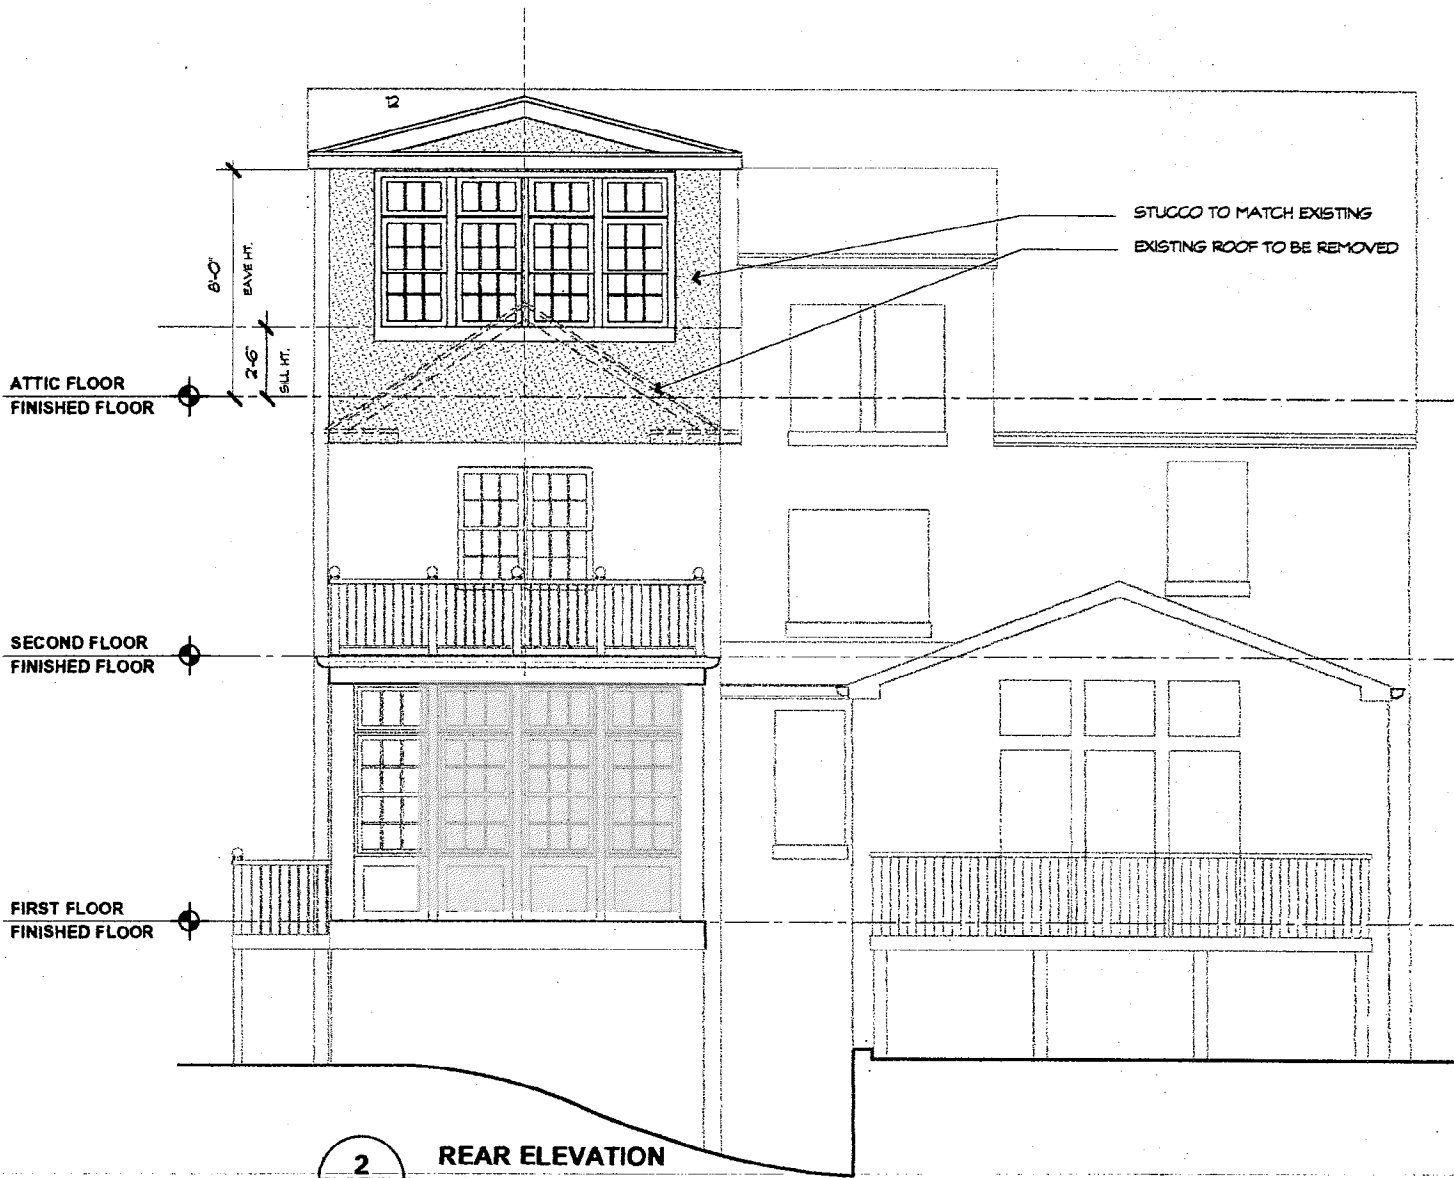 12
STUCCO TO MATCH EXISTING
EXISTING ROOF TO BE REMOVED
8'-0"
EAVE HT.
2'-6"
SILL HT.
ATTIC FLOOR
FINISHED FLOOR
SECOND FLOOR
FINISHED FLOOR
FIRST FLOOR
FINISHED FLOOR
2
REAR ELEVATION